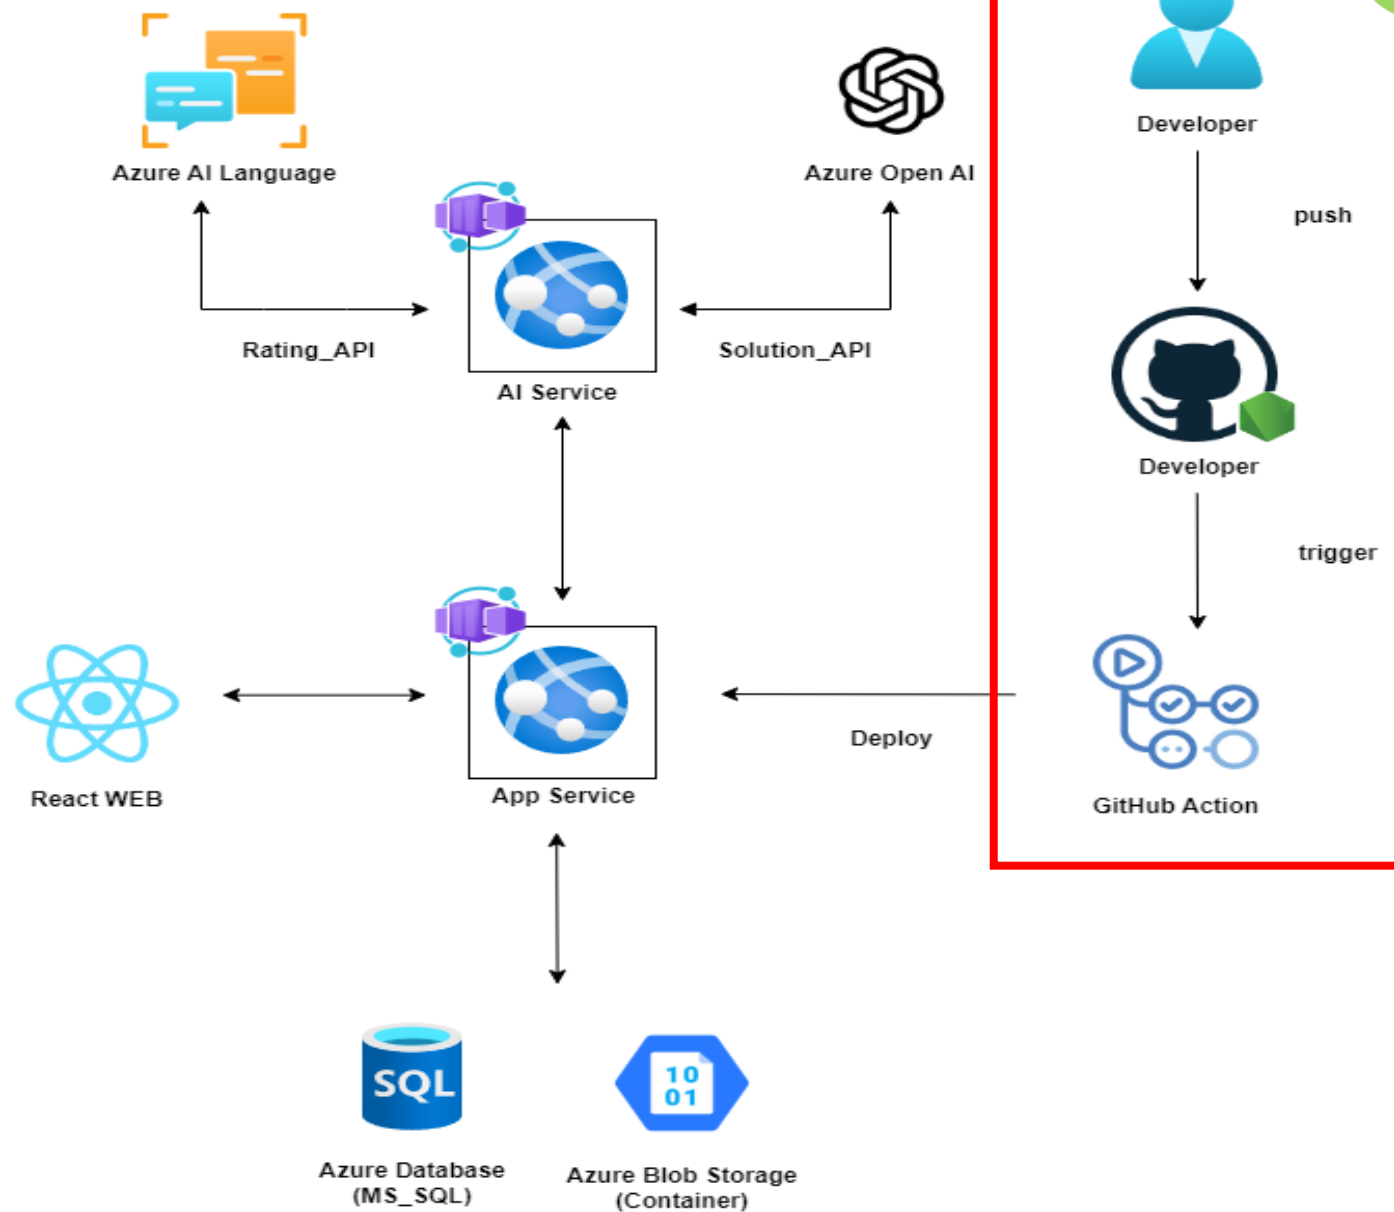 Azure AI Language
Azure Open AI
Developer
push
Rating_API
Solution_API
AI Service
Developer
trigger
React WEB
App Service
Deploy
GitHub Action
SQL
10
01
Azure Database
(MS_SQL)
Azure Blob Storage
(Container)